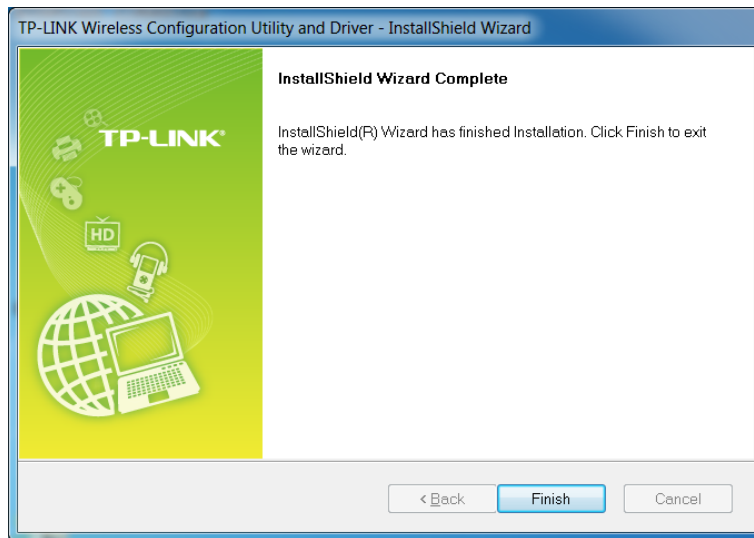 TP-LINK Wireless Configuration Utility and Driver - InstallShield Wizard
InstallShield Wizard Complete
InstallShield(R) Wizard has finished Installation. Click Finish to exit
the wizard.
TP-LINK®
HD
< Back
Finish
Cancel